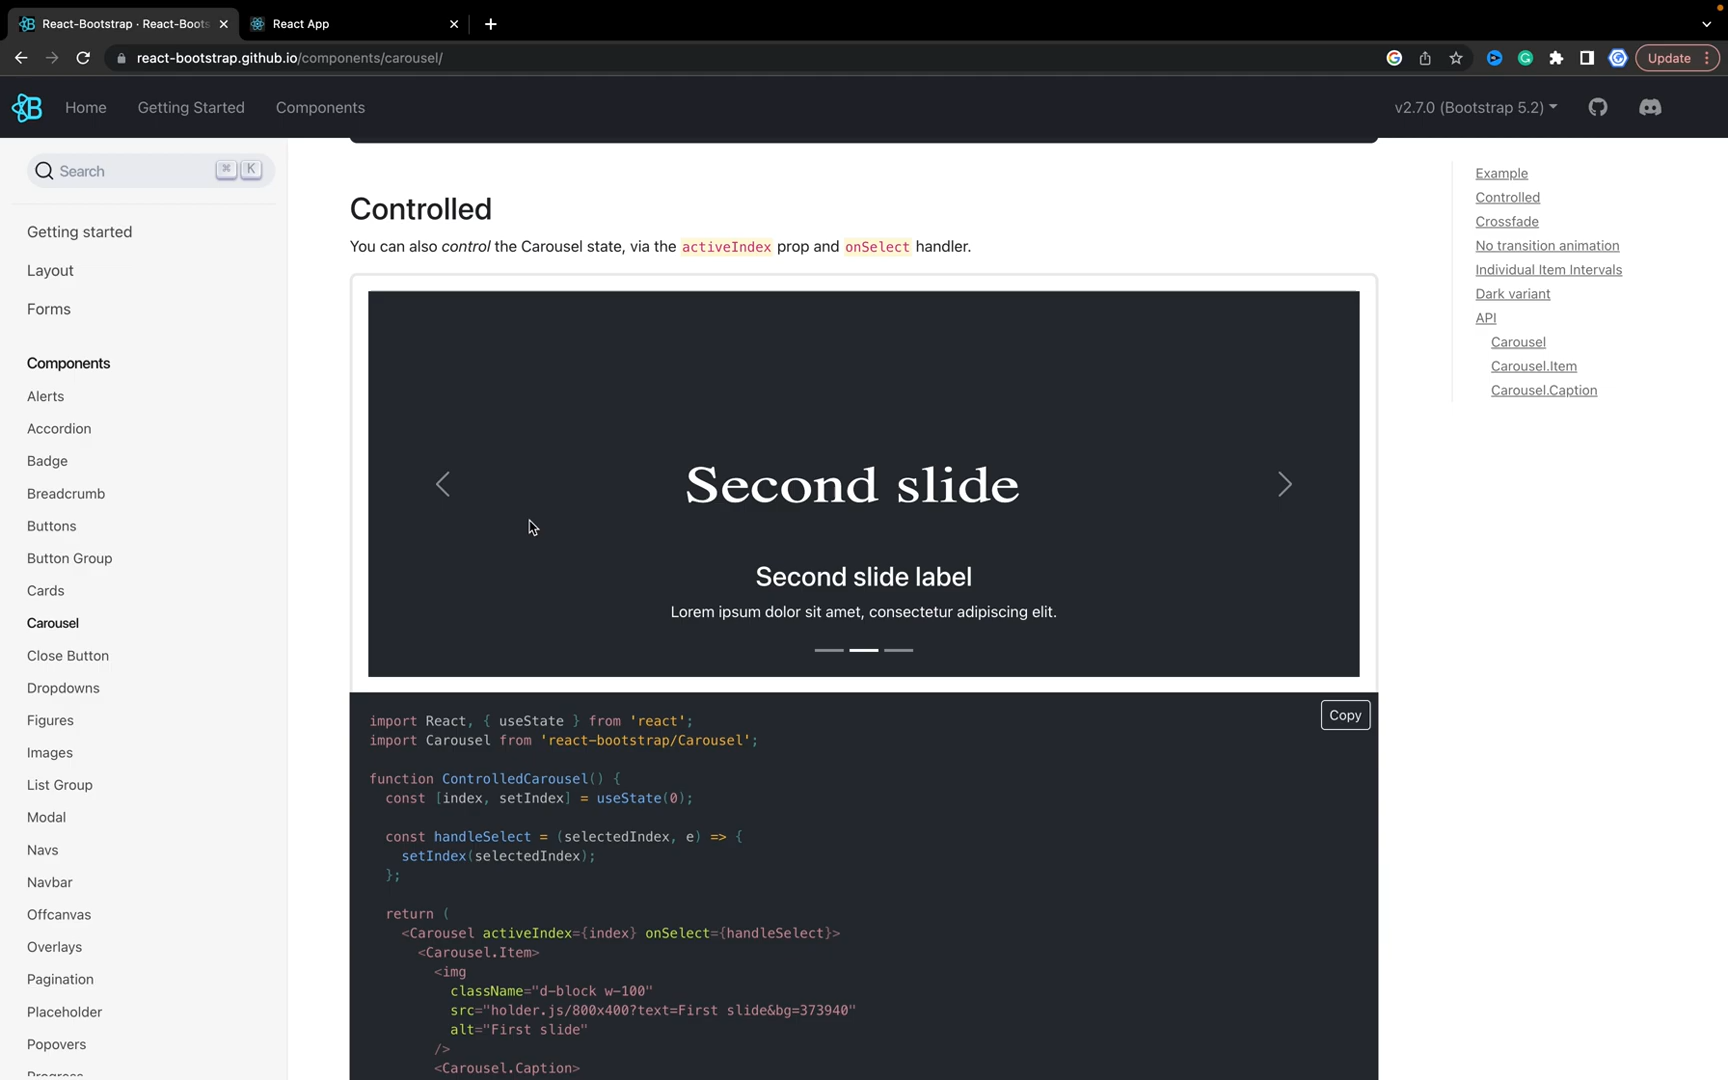 React-Bootstrap · React-Boots
React App
react-bootstrap.github.io/components/carousel/
Update
Home
Getting Started
Components
v2.7.0 (Bootstrap 5.2)
Search
⌘ K
Getting started
Layout
Forms
Components
Alerts
Accordion
Badge
Breadcrumb
Buttons
Button Group
Cards
Carousel
Close Button
Dropdowns
Figures
Images
List Group
Modal
Navs
Navbar
Offcanvas
Overlays
Pagination
Placeholder
Popovers
Controlled
You can also control the Carousel state, via the activeIndex prop and onSelect handler.
Second slide
Second slide label
Lorem ipsum dolor sit amet, consectetur adipiscing elit.
Copy
import React, { useState } from 'react';
import Carousel from 'react-bootstrap/Carousel';
function ControlledCarousel() {
const [index, setIndex] = useState(0);
const handleSelect = (selectedIndex, e) => {
setIndex(selectedIndex);
};
return (
<Carousel activeIndex={index} onSelect={handleSelect}>
<Carousel.Item>
<img
className="d-block w-100"
src="holder.js/800x400?text=First slide&bg=373940"
alt="First slide"
/>
<Carousel.Caption>
Example
Controlled
Crossfade
No transition animation
Individual Item Intervals
Dark variant
API
Carousel
Carousel.Item
Carousel.Caption